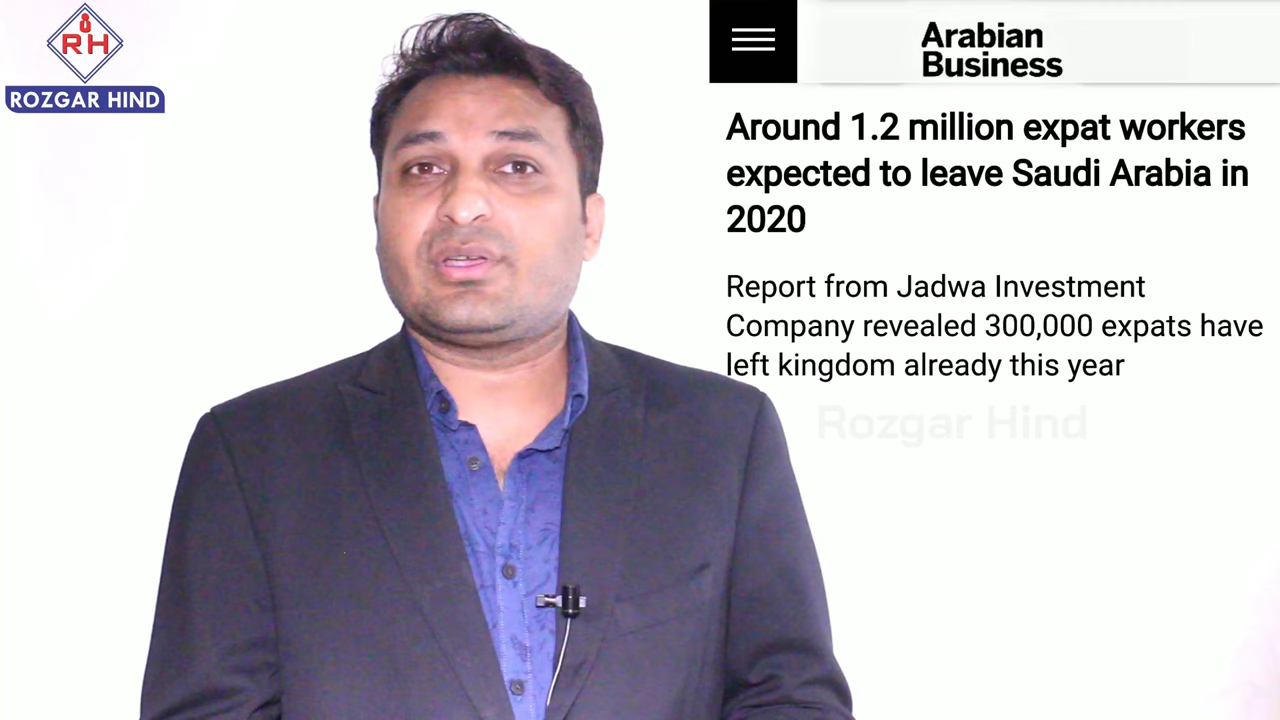 RH
ROZGAR HIND
Arabian
Business
Around 1.2 million expat workers
expected to leave Saudi Arabia in
2020
Report from Jadwa Investment
Company revealed 300,000 expats have
left kingdom already this year
Rozgar Hind